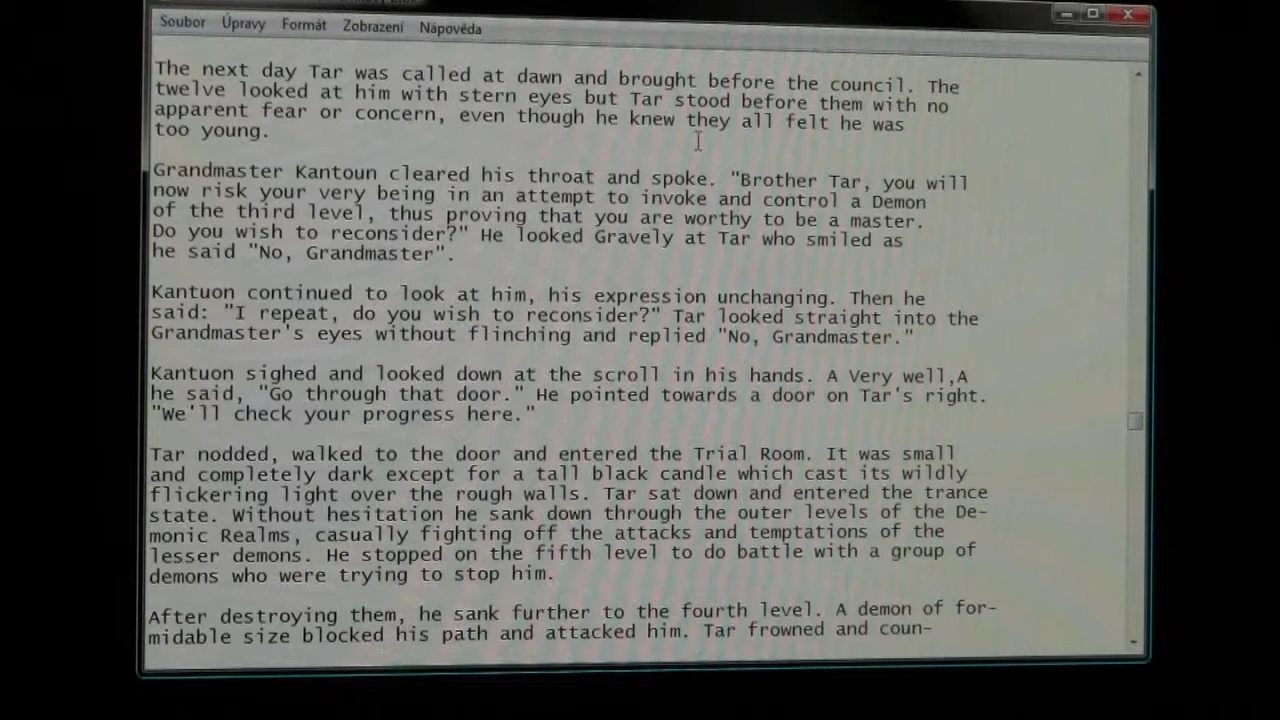 Soubor Úpravy Formát Zobrazení Nápověda
The next day Tar was called at dawn and brought before the council. The
twelve looked at him with stern eyes but Tar stood before them with no
apparent fear or concern, even though he knew they all felt he was
too young.
Grandmaster Kantoun cleared his throat and spoke. "Brother Tar, you will
now risk your very being in an attempt to invoke and control a Demon
of the third level, thus proving that you are worthy to be a master.
Do you wish to reconsider?" He looked Gravely at Tar who smiled as
he said "No, Grandmaster".
Kantuon continued to look at him, his expression unchanging. Then he
said: "I repeat, do you wish to reconsider?" Tar looked straight into the
Grandmaster's eyes without flinching and replied "No, Grandmaster."
Kantuon sighed and looked down at the scroll in his hands. A Very well,A
he said, "Go through that door." He pointed towards a door on Tar's right.
"We'll check your progress here."
Tar nodded, walked to the door and entered the Trial Room. It was small
and completely dark except for a tall black candle which cast its wildly
flickering light over the rough walls. Tar sat down and entered the trance
state. Without hesitation he sank down through the outer levels of the De-
monic Realms, casually fighting off the attacks and temptations of the
lesser demons. He stopped on the fifth level to do battle with a group of
demons who were trying to stop him.
After destroying them, he sank further to the fourth level. A demon of for-
midable size blocked his path and attacked him. Tar frowned and coun-